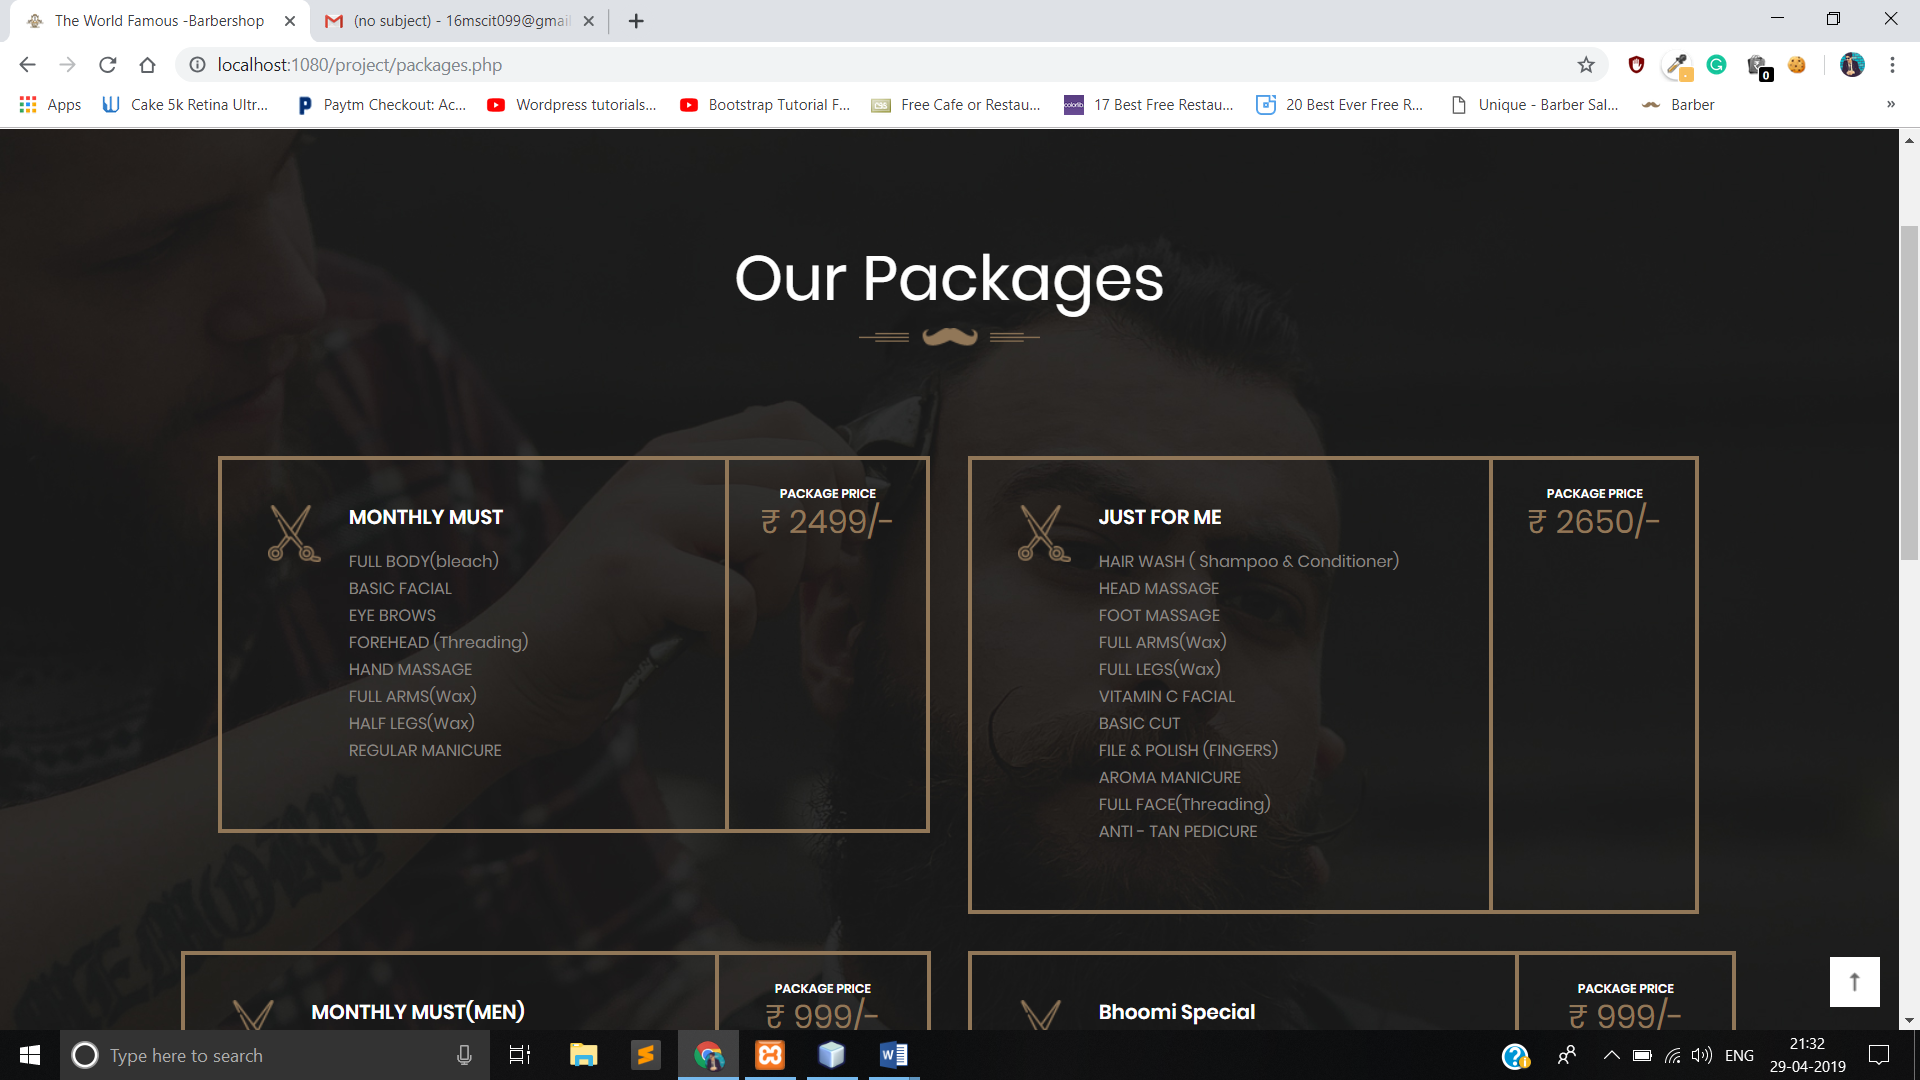 The World Famous -Barbershop
(no subject) - 16mscit099@gmai
localhost:1080/project/packages.php
0
Apps
Cake 5k Retina Ultr...
Paytm Checkout: Ac...
Wordpress tutorials...
Bootstrap Tutorial F...
Free Cafe or Restau...
17 Best Free Restau...
20 Best Ever Free R...
Unique - Barber Sal...
Barber
»
Our Packages
MONTHLY MUST
FULL BODY(bleach)
BASIC FACIAL
EYE BROWS
FOREHEAD (Threading)
HAND MASSAGE
FULL ARMS(Wax)
HALF LEGS(Wax)
REGULAR MANICURE
PACKAGE PRICE
₹ 2499/-
JUST FOR ME
HAIR WASH ( Shampoo & Conditioner)
HEAD MASSAGE
FOOT MASSAGE
FULL ARMS(Wax)
FULL LEGS(Wax)
VITAMIN C FACIAL
BASIC CUT
FILE & POLISH (FINGERS)
AROMA MANICURE
FULL FACE(Threading)
ANTI - TAN PEDICURE
PACKAGE PRICE
₹ 2650/-
MONTHLY MUST(MEN)
PACKAGE PRICE
₹ 999/-
Bhoomi Special
PACKAGE PRICE
₹ 999/-
Type here to search
ENG
21:32
29-04-2019